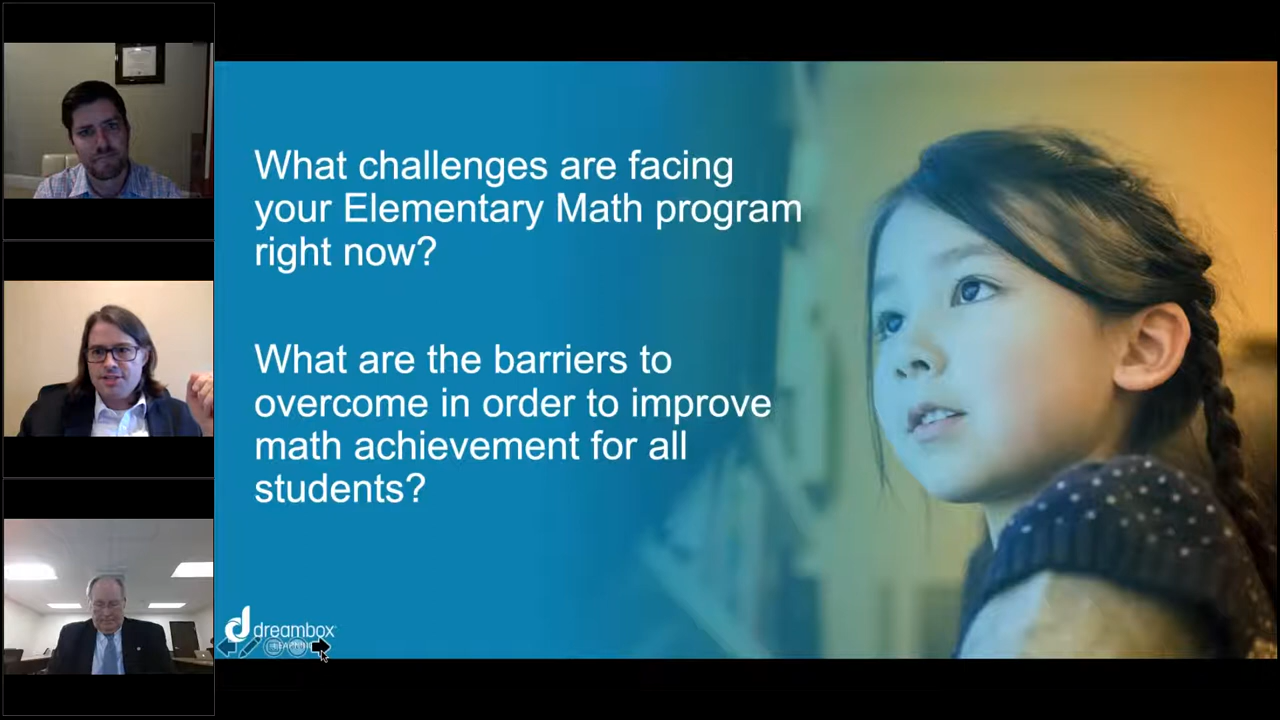 What challenges are facing
your Elementary Math program
right now?
What are the barriers to
overcome in order to improve
math achievement for all
students?
dreambox